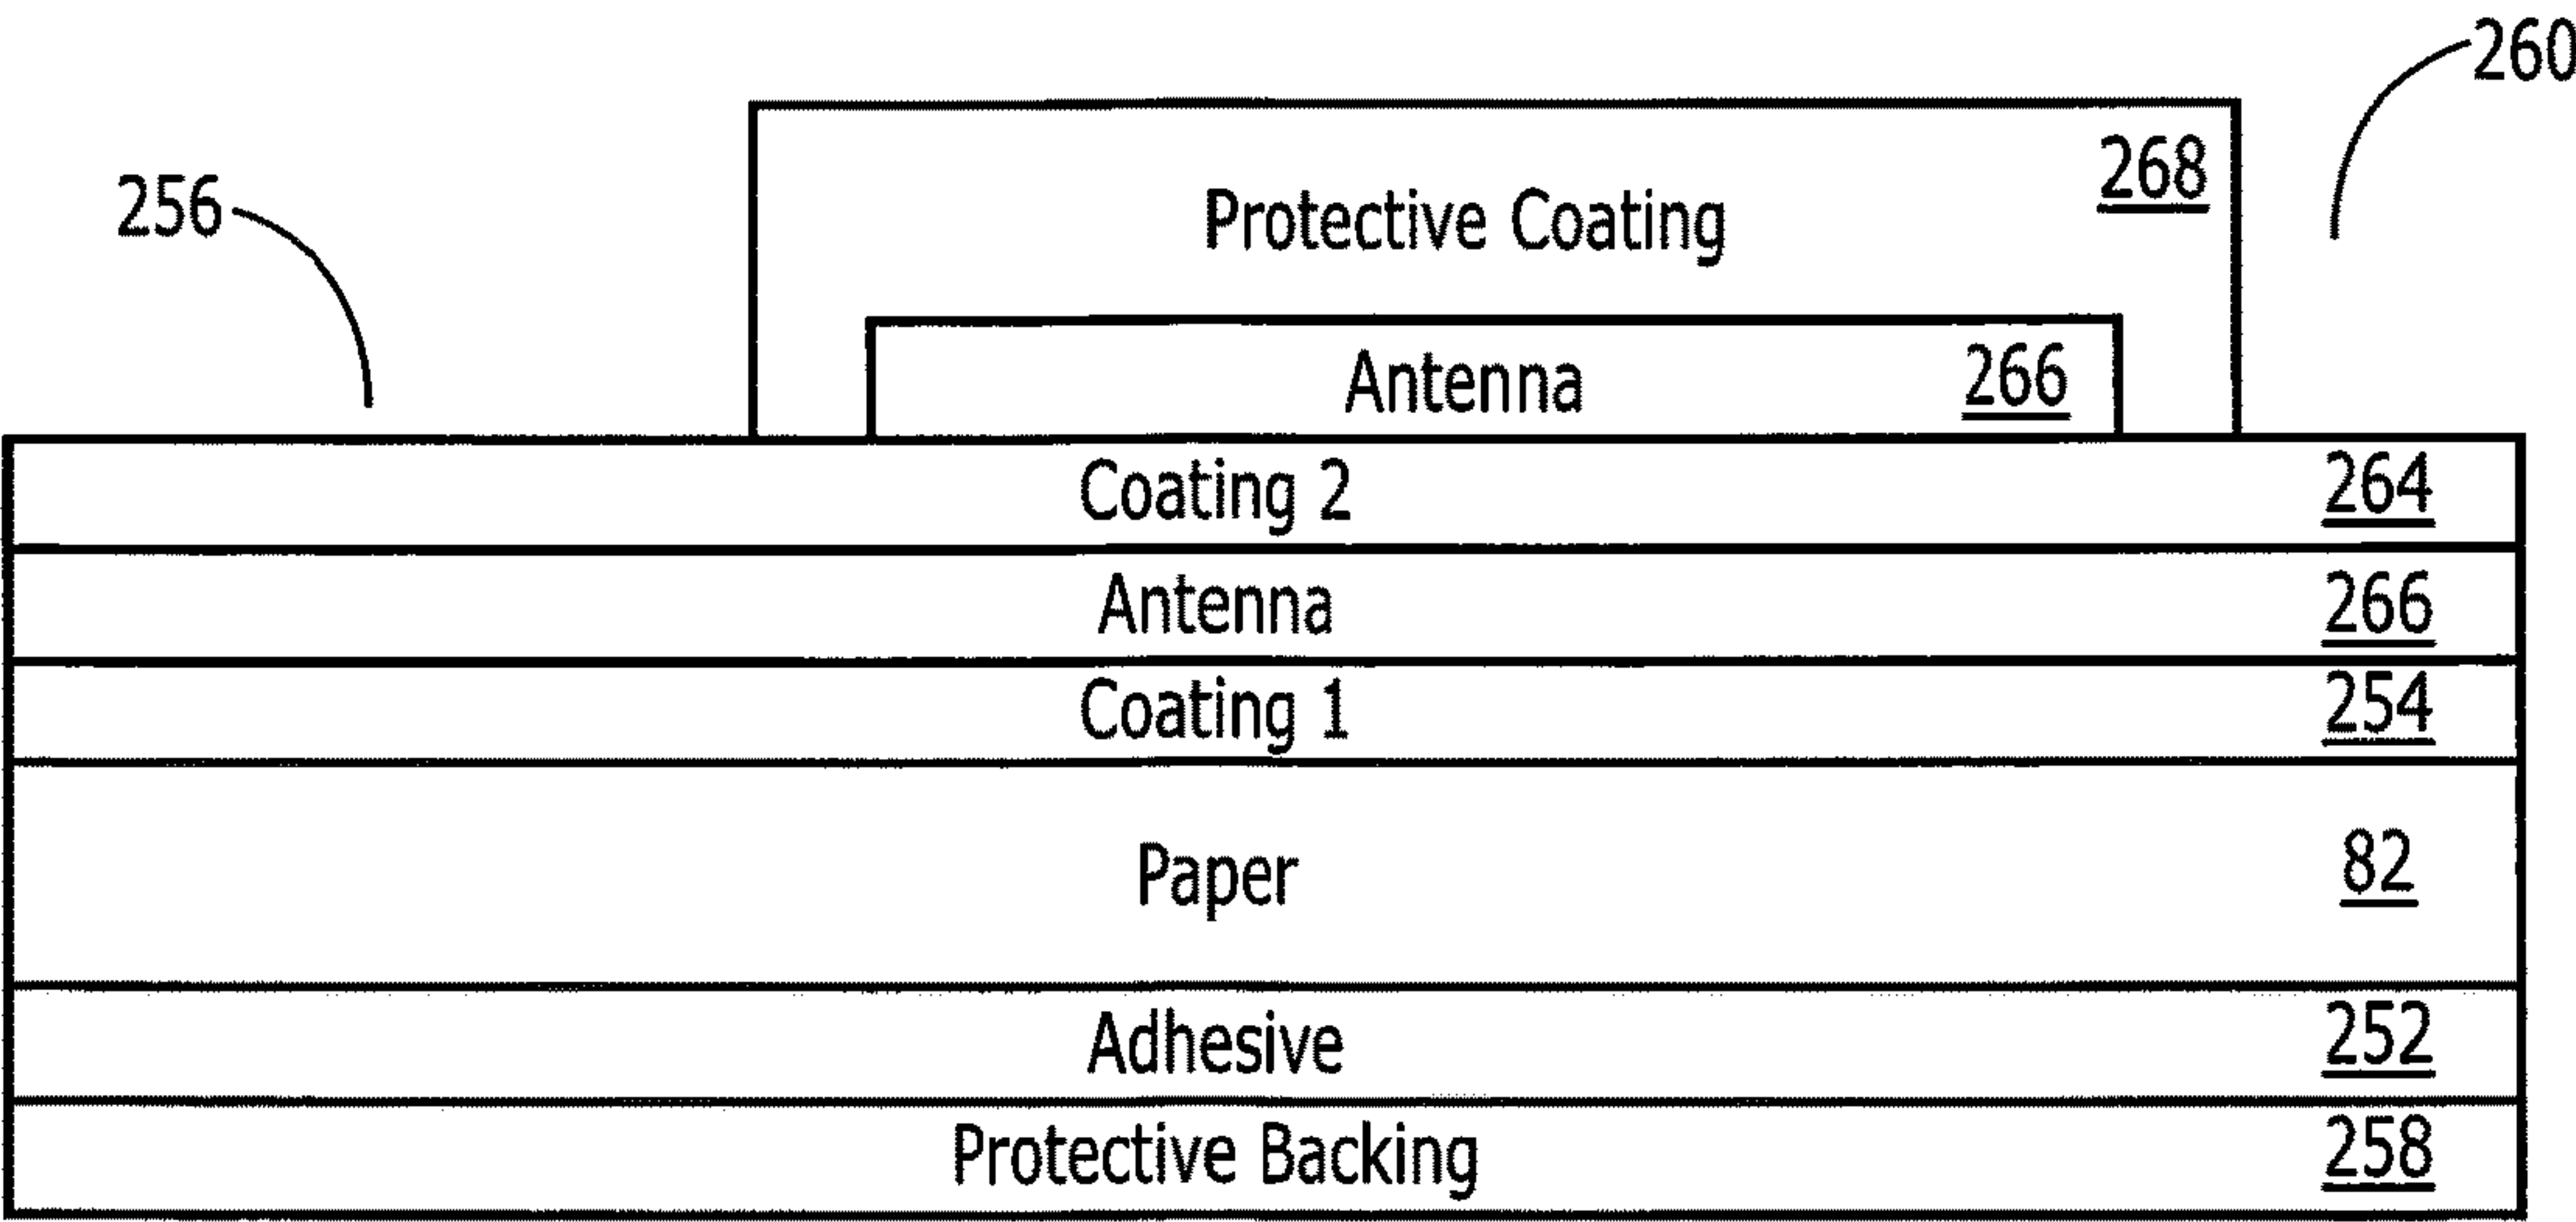 260
268
256
Protective Coating
Antenna 266
Coating 2 264
Antenna 266
Coating 1 254
Paper 82
Adhesive 252
Protective Backing 258